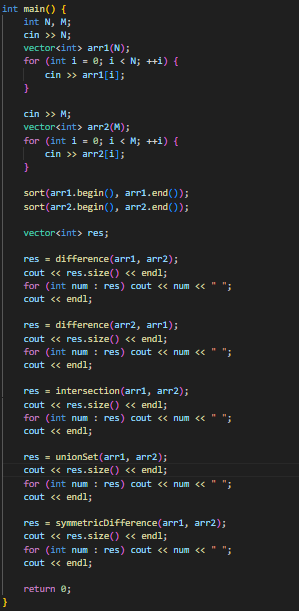 int main() {
    int N, M;
    cin >> N;
    vector<int> arr1(N);
    for (int i = 0; i < N; ++i) {
        cin >> arr1[i];
    }

    cin >> M;
    vector<int> arr2(M);
    for (int i = 0; i < M; ++i) {
        cin >> arr2[i];
    }

    sort(arr1.begin(), arr1.end());
    sort(arr2.begin(), arr2.end());

    vector<int> res;

    res = difference(arr1, arr2);
    cout << res.size() << endl;
    for (int num : res) cout << num << " ";
    cout << endl;

    res = difference(arr2, arr1);
    cout << res.size() << endl;
    for (int num : res) cout << num << " ";
    cout << endl;

    res = intersection(arr1, arr2);
    cout << res.size() << endl;
    for (int num : res) cout << num << " ";
    cout << endl;

    res = unionSet(arr1, arr2);
    cout << res.size() << endl;
    for (int num : res) cout << num << " ";
    cout << endl;

    res = symmetricDifference(arr1, arr2);
    cout << res.size() << endl;
    for (int num : res) cout << num << " ";
    cout << endl;

    return 0;
}